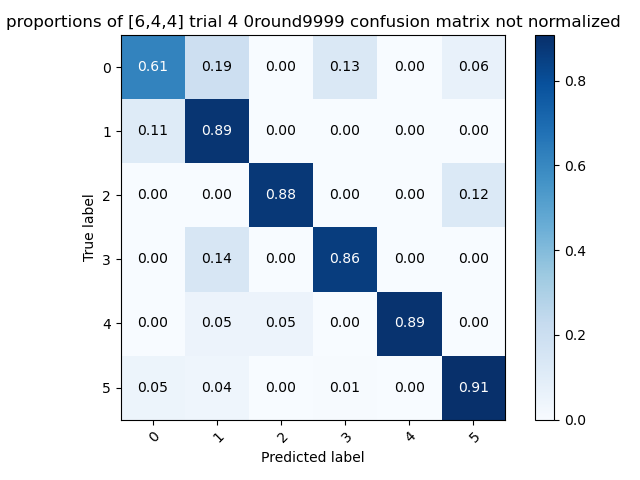 proportions of [6,4,4] trial 4 0round9999 confusion matrix not normalized
0 0.61 0.19 0.00 0.13 0.00 0.06
1 0.11 0.89 0.00 0.00 0.00 0.00
2 0.00 0.00 0.88 0.00 0.00 0.12
3 0.00 0.14 0.00 0.86 0.00 0.00
4 0.00 0.05 0.05 0.00 0.89 0.00
5 0.05 0.04 0.00 0.01 0.00 0.91
0 1 2 3 4 5
True label
Predicted label
0.8
0.6
0.4
0.2
0.0